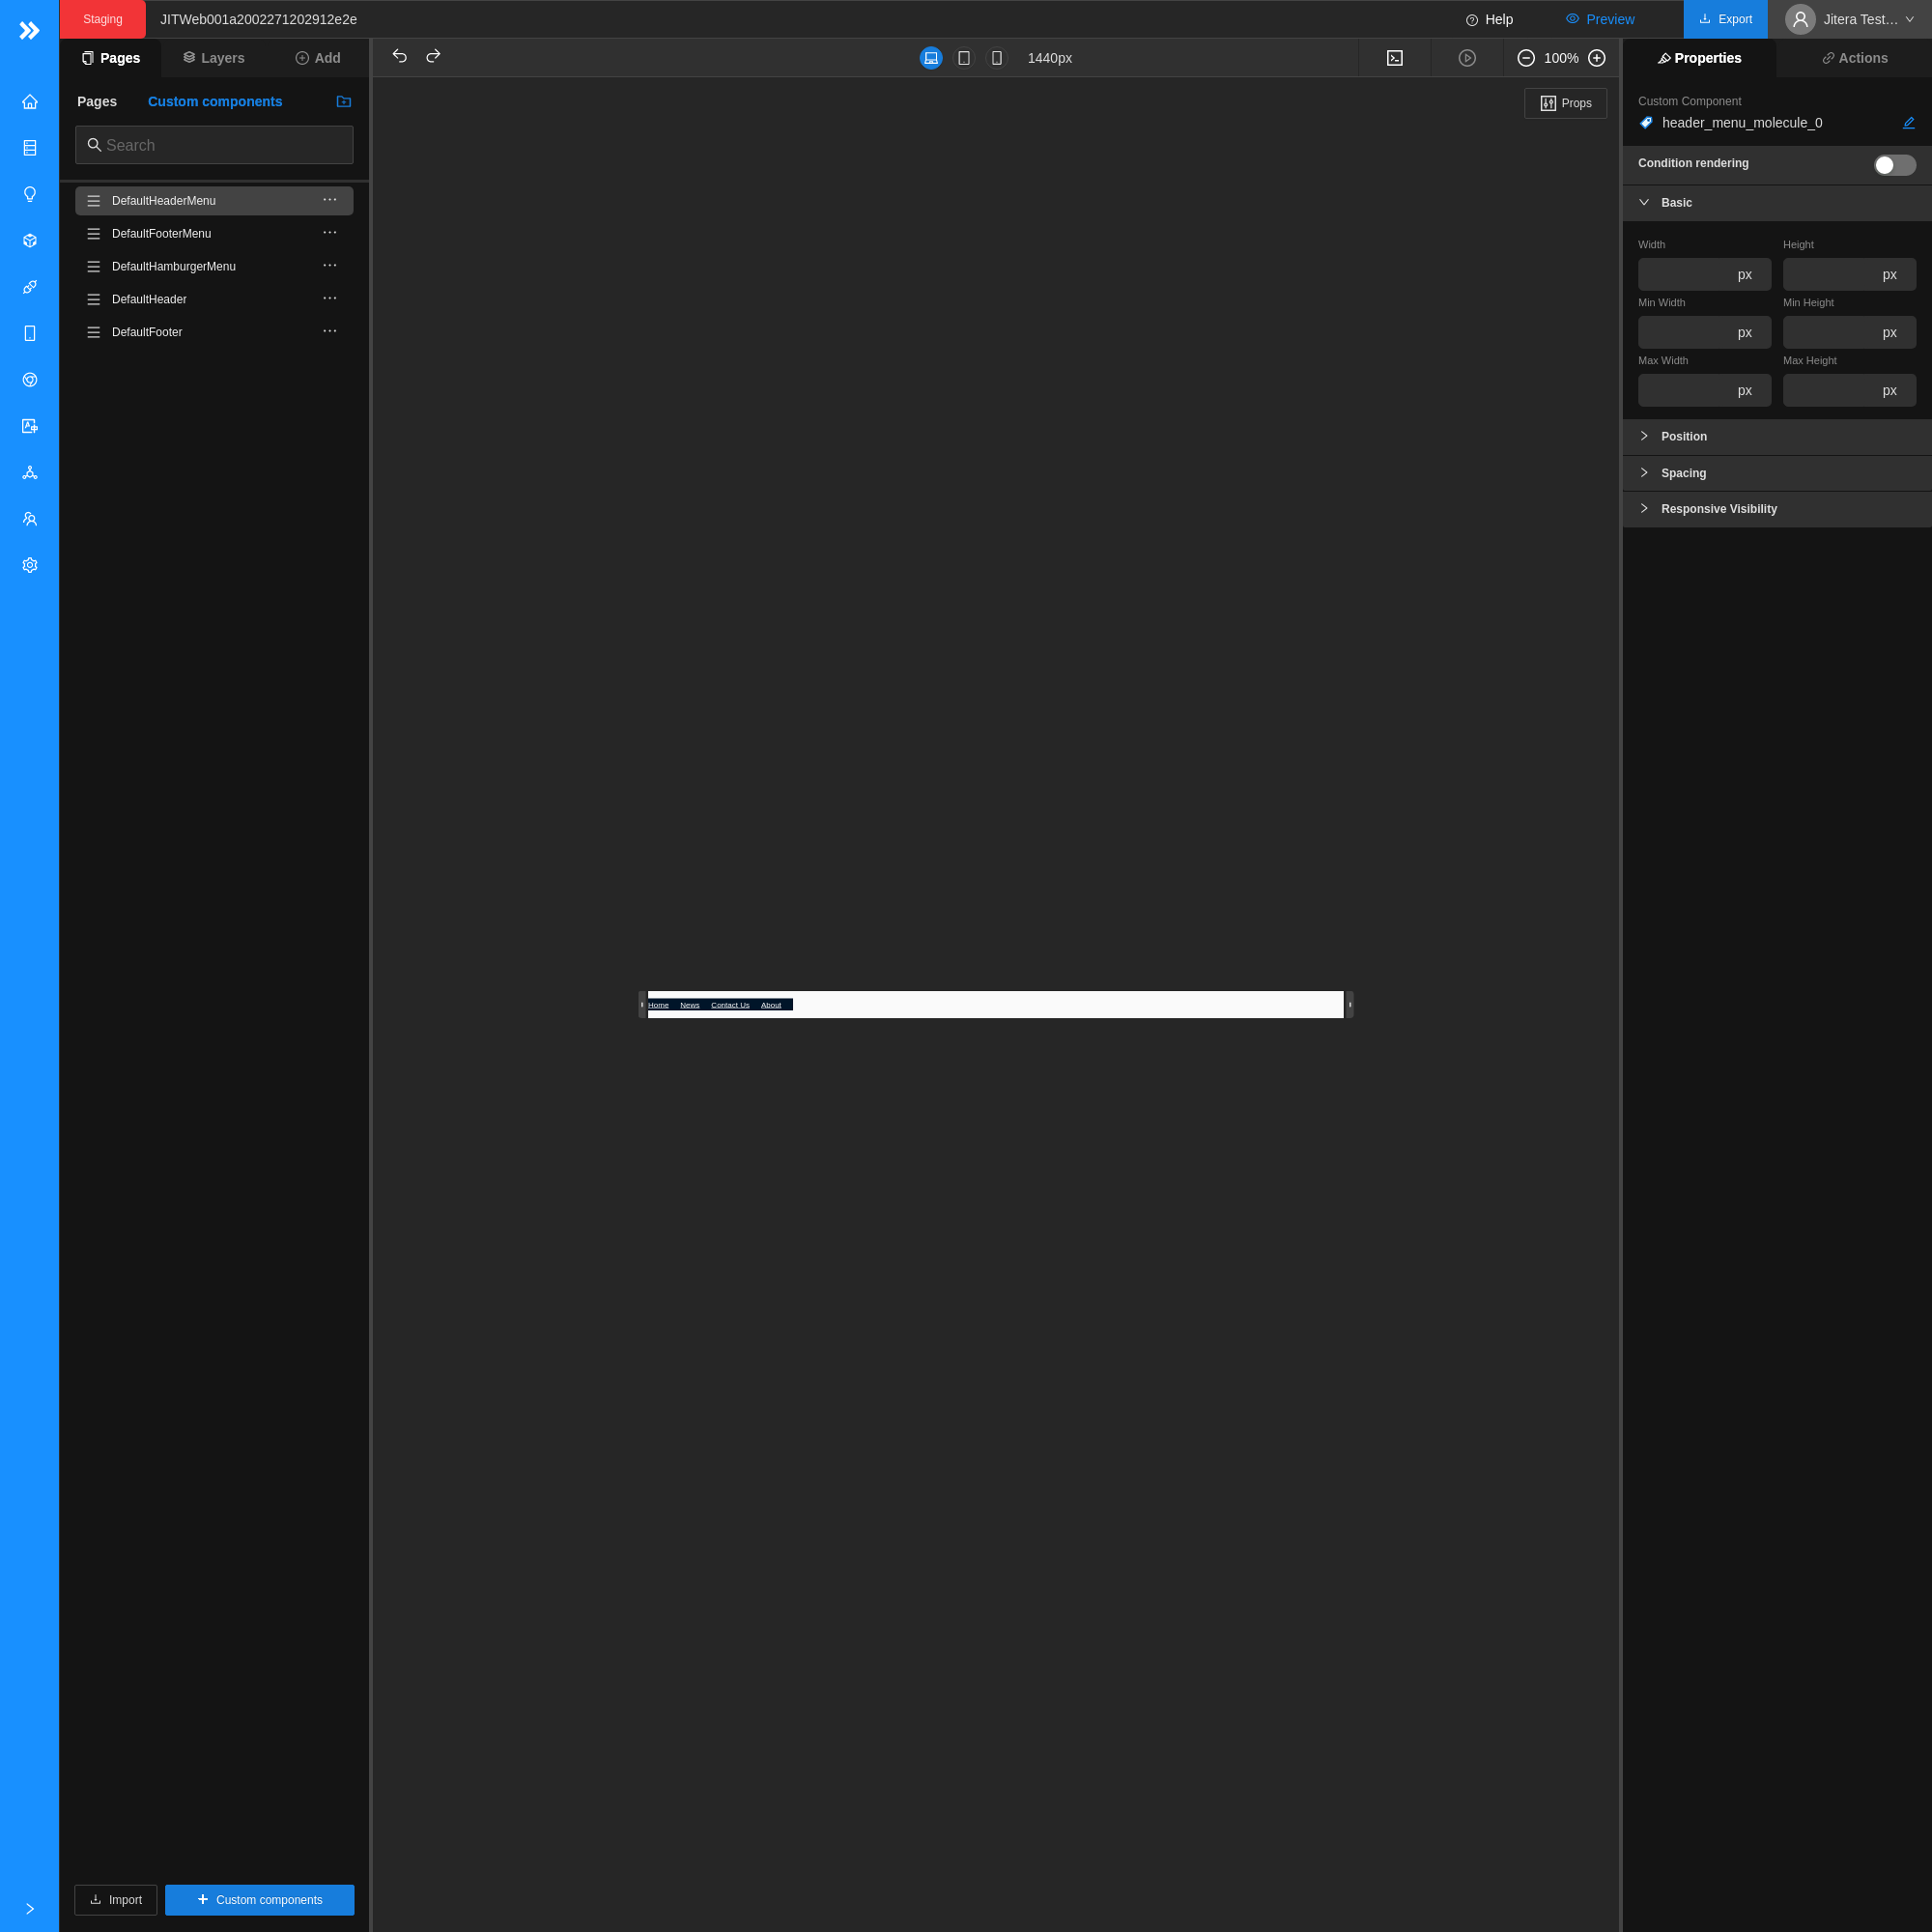 Staging
JITWeb001a2002271202912e2e
Help
Preview
Export
Jitera Test...
Pages
Layers
Add
1440px
100%
Properties
Actions
Pages
Custom components
Search
DefaultHeaderMenu
DefaultFooterMenu
DefaultHamburgerMenu
DefaultHeader
DefaultFooter
Import
Custom components
Props
Home News Contact Us About
Custom Component
header_menu_molecule_0
Condition rendering
Basic
Width Height
px px
Min Width Min Height
px px
Max Width Max Height
px px
Position
Spacing
Responsive Visibility